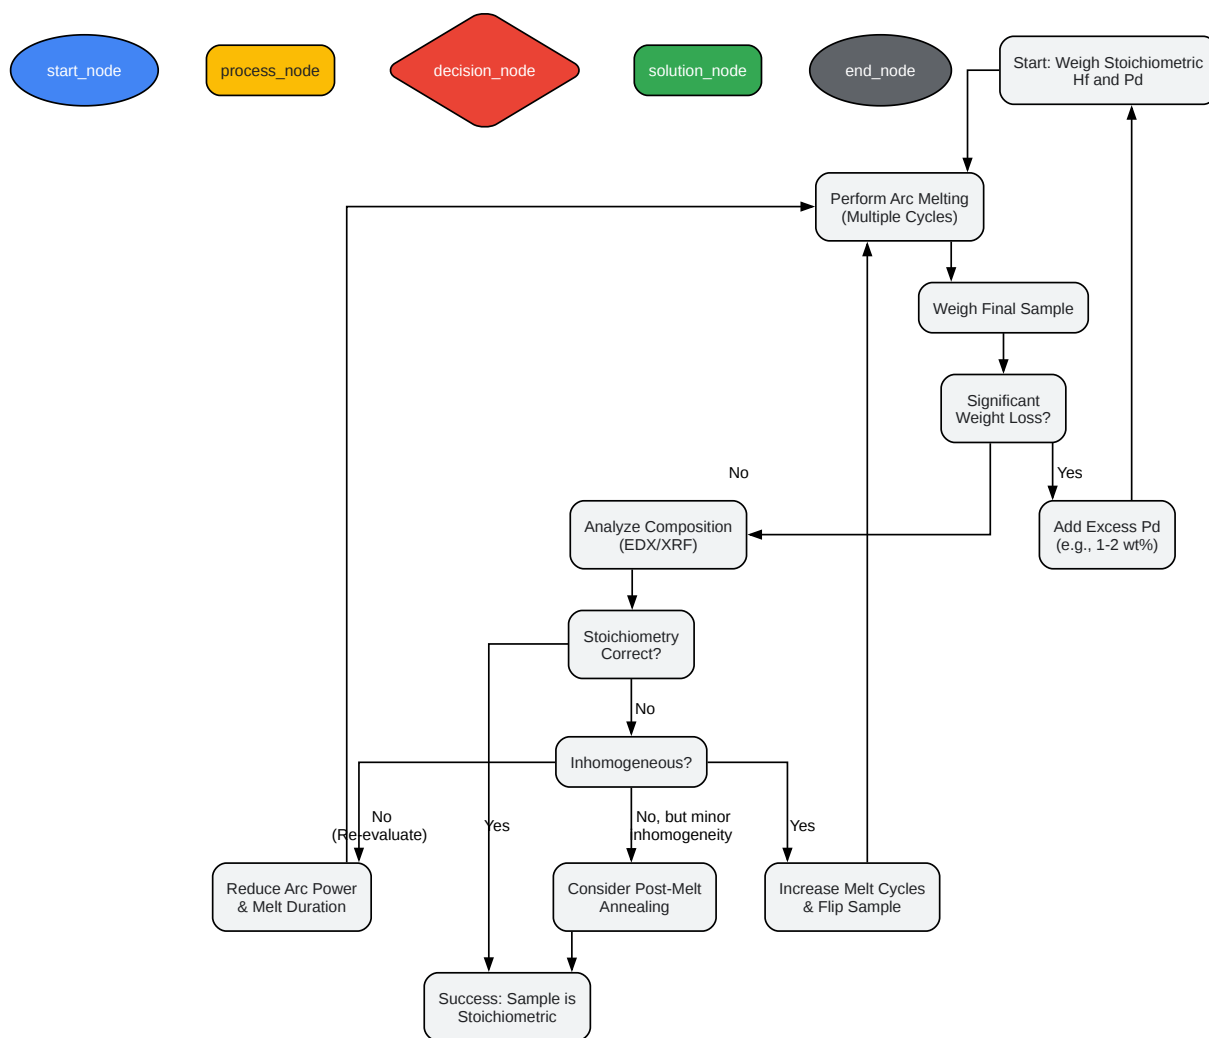 start_node
process_node
decision_node
solution_node
end_node
Start: Weigh Stoichiometric
Hf and Pd
Perform Arc Melting
(Multiple Cycles)
Weigh Final Sample
Significant
Weight Loss?
No
Yes
Analyze Composition
(EDX/XRF)
Add Excess Pd
(e.g., 1-2 wt%)
Stoichiometry
Correct?
No
Inhomogeneous?
No
(Re-evaluate)
Yes
No, but minor
inhomogeneity
Yes
Reduce Arc Power
& Melt Duration
Consider Post-Melt
Annealing
Increase Melt Cycles
& Flip Sample
Success: Sample is
Stoichiometric